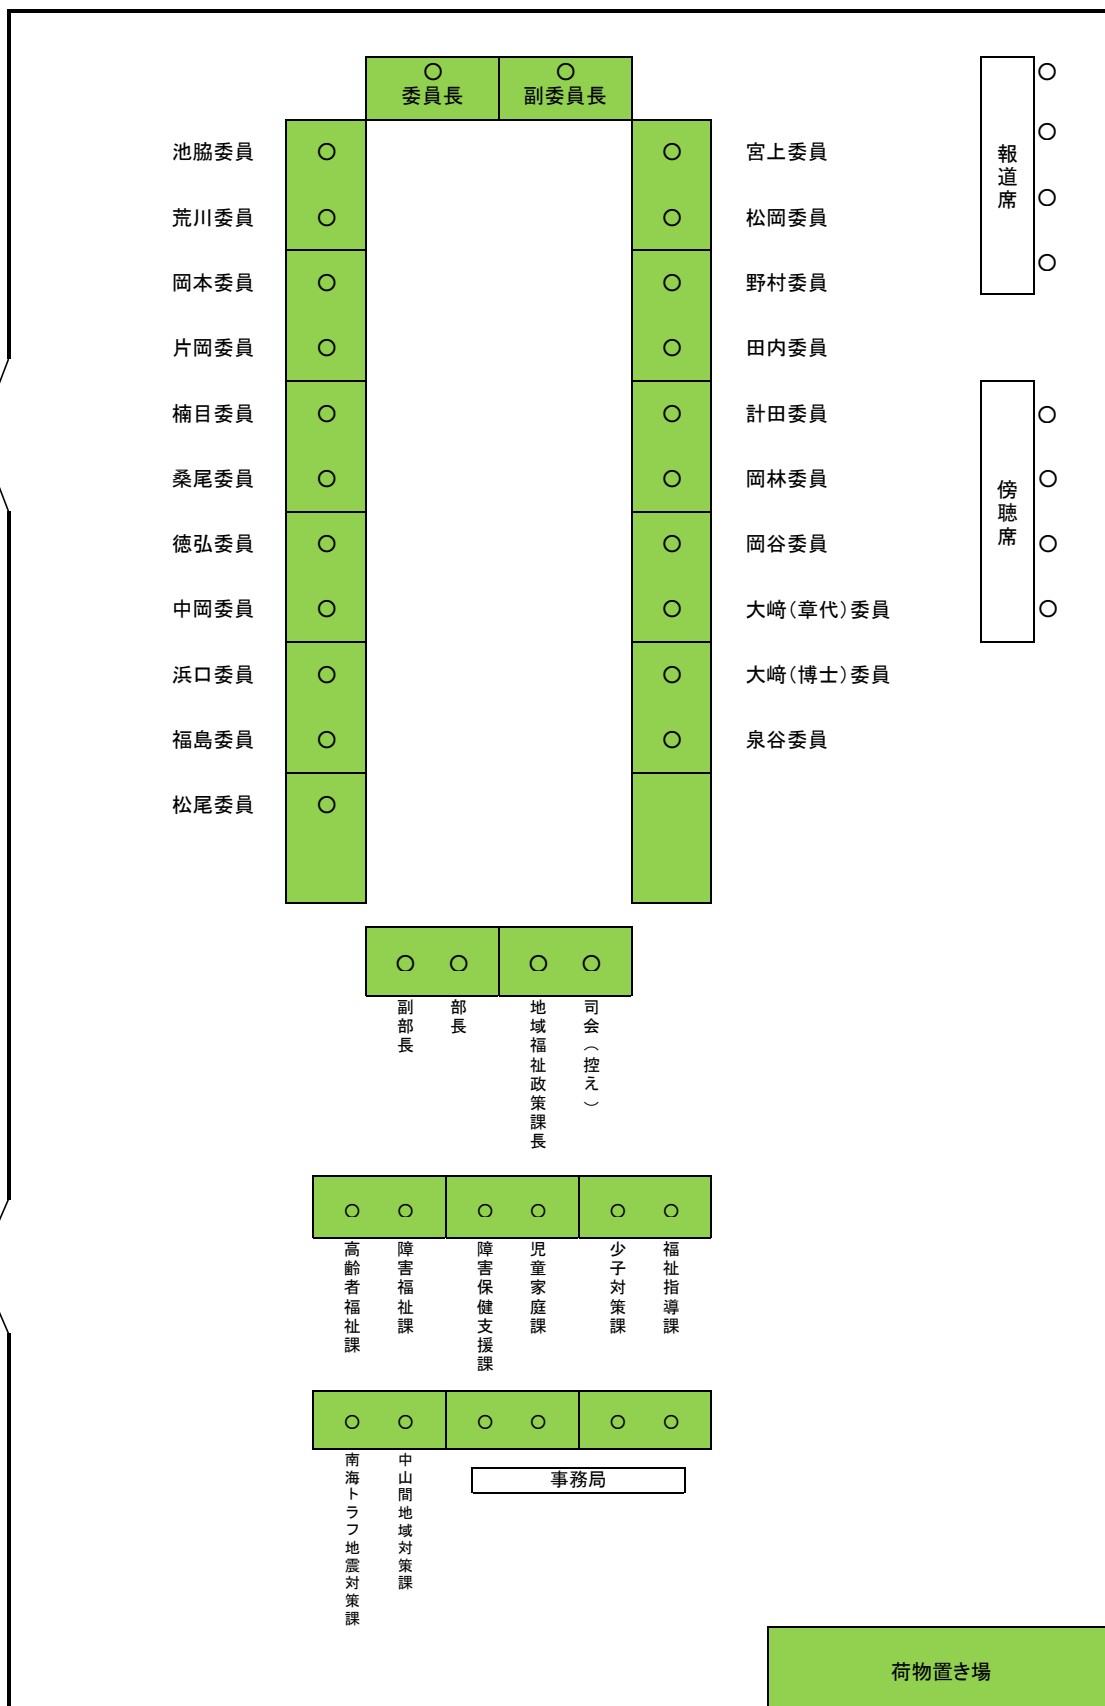 委員長
副委員長
池脇委員
荒川委員
岡本委員
片岡委員
楠目委員
桑尾委員
徳弘委員
中岡委員
浜口委員
福島委員
松尾委員
宮上委員
松岡委員
野村委員
田内委員
計田委員
岡林委員
岡谷委員
大﨑(章代)委員
大﨑(博士)委員
泉谷委員
報道席
傍聴席
副部長
部長
地域福祉政策課長
司会(控え)
高齢者福祉課
障害福祉課
障害保健支援課
児童家庭課
少子対策課
福祉指導課
南海トラフ地震対策課
中山間地域対策課
事務局
荷物置き場